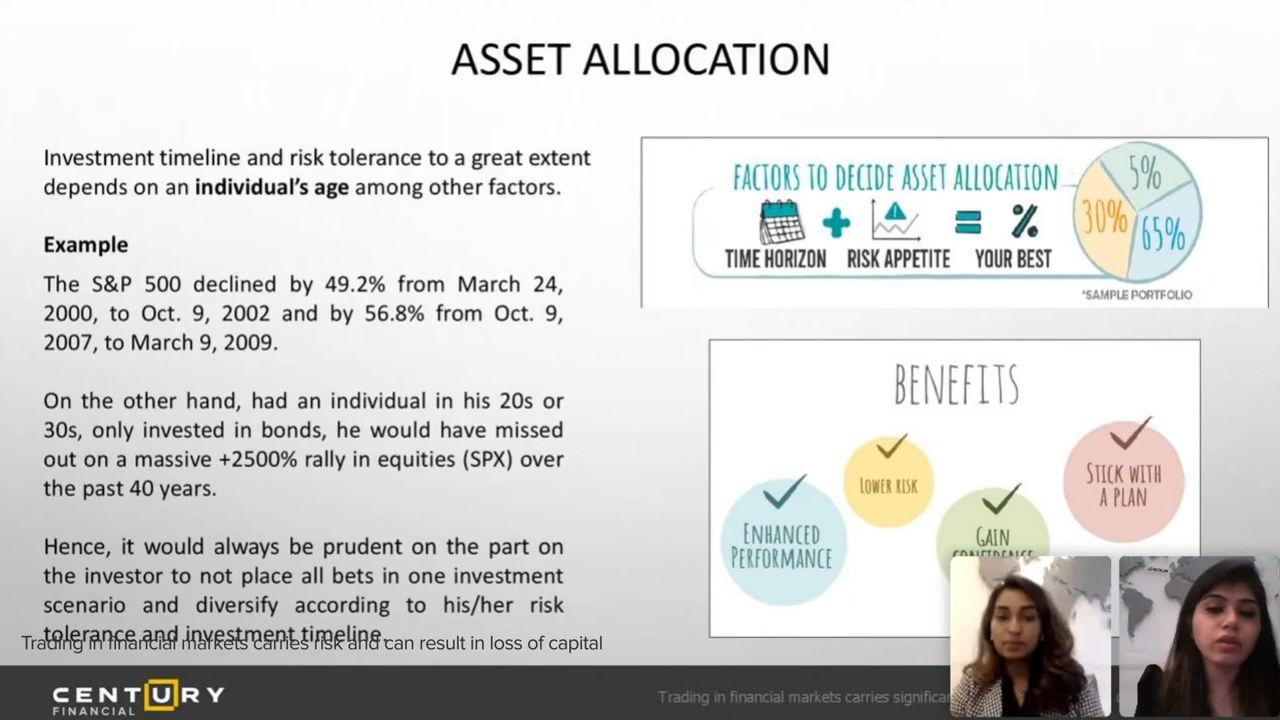 ASSET ALLOCATION
Investment timeline and risk tolerance to a great extent
depends on an individual's age among other factors.
Example
The S&P 500 declined by 49.2% from March 24,
2000, to Oct. 9, 2002 and by 56.8% from Oct. 9,
2007, to March 9, 2009.
On the other hand, had an individual in his 20s or
30s, only invested in bonds, he would have missed
out on a massive +2500% rally in equities (SPX) over
the past 40 years.
Hence, it would always be prudent on the part on
the investor to not place all bets in one investment
scenario and diversify according to his/her risk
tolerance and investment timeline.
Trading in financial markets carries risk and can result in loss of capital
FACTORS TO DECIDE ASSET ALLOCATION
TIME HORIZON RISK APPETITE YOUR BEST
5%
30%
65%
*SAMPLE PORTFOLIO
BENEFITS
ENHANCED
PERFORMANCE
LOWER RISK
GAIN
CONFIDENCE
STICK WITH
A PLAN
CENTURY
FINANCIAL
Trading in financial markets carries